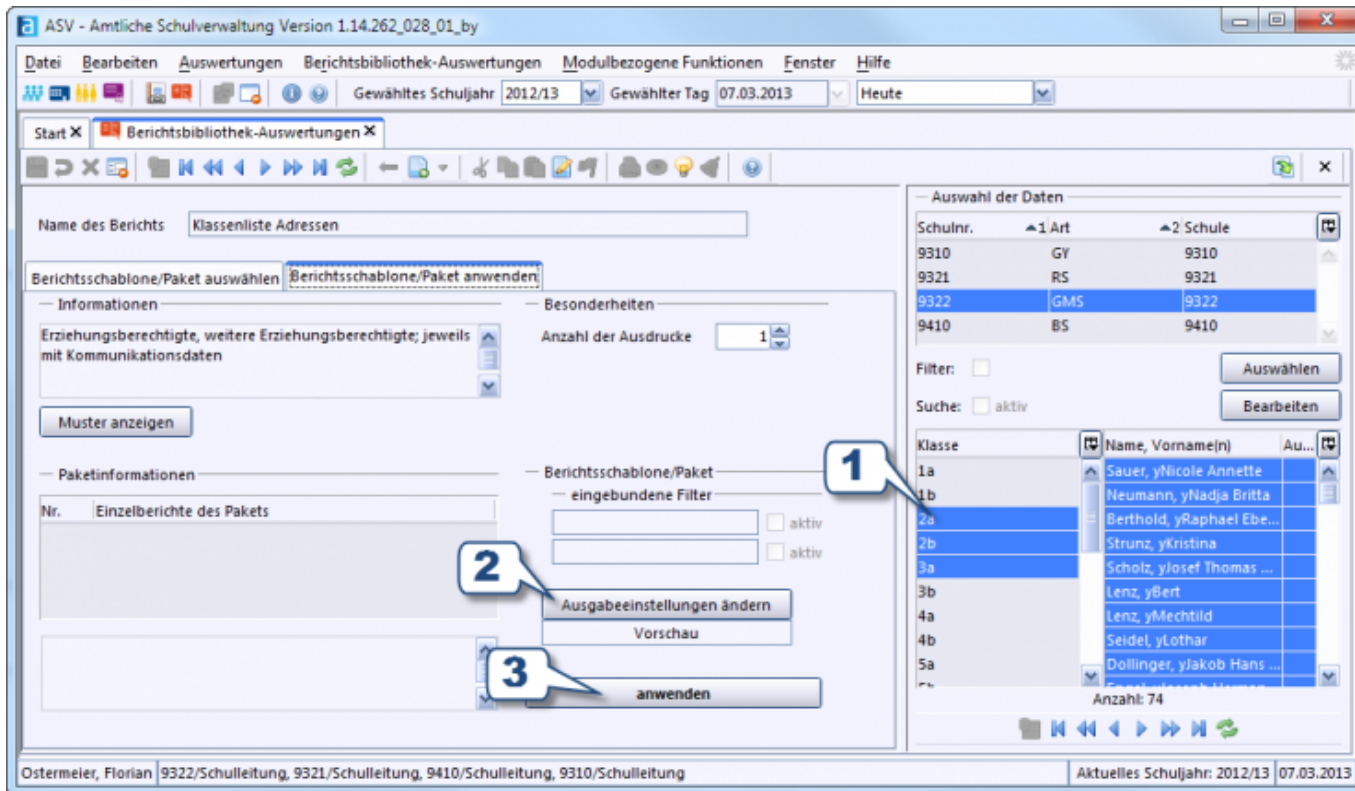 ASV - Amtliche Schulverwaltung Version 1.14.262_028_01_by
Datei Bearbeiten Auswertungen Berichtsbibliothek-Auswertungen Modulbezogene Funktionen Fenster Hilfe
Gewähltes Schuljahr 2012/13 Gewählter Tag 07.03.2013 Heute
Start Berichtsbibliothek-Auswertungen
Name des Berichts Klassenliste Adressen
Berichtsschablone/Paket auswählen Berichtsschablone/Paket anwenden
Informationen
Erziehungsberechtigte, weitere Erziehungsberechtigte; jeweils
mit Kommunikationsdaten
Muster anzeigen
Besonderheiten
Anzahl der Ausdrucke 1
Paketinformationen
Nr. Einzelberichte des Pakets
Berichtsschablone/Paket
eingebundene Filter
aktiv
aktiv
2
Ausgabeeinstellungen ändern
Vorschau
3
anwenden
Auswahl der Daten
Schulnr. 1 Art 2 Schule
9310 GY 9310
9321 RS 9321
9322 GMS 9322
9410 BS 9410
Filter: Auswählen
Suche: aktiv Bearbeiten
1
Klasse Name, Vorname(n) Au...
1a Sauer, yNicole Annette
1b Neumann, yNadja Britta
2a Berthold, yRaphael Ebe...
2b Strunz, yKristina
3a Scholz, yJosef Thomas ...
3b Lenz, yBert
4a Lenz, yMechtild
4b Seidel, yLothar
5a Dollinger, yJakob Hans ...
Anzahl: 74
Ostermeier, Florian 9322/Schulleitung, 9321/Schulleitung, 9410/Schulleitung, 9310/Schulleitung Aktuelles Schuljahr: 2012/13 07.03.2013